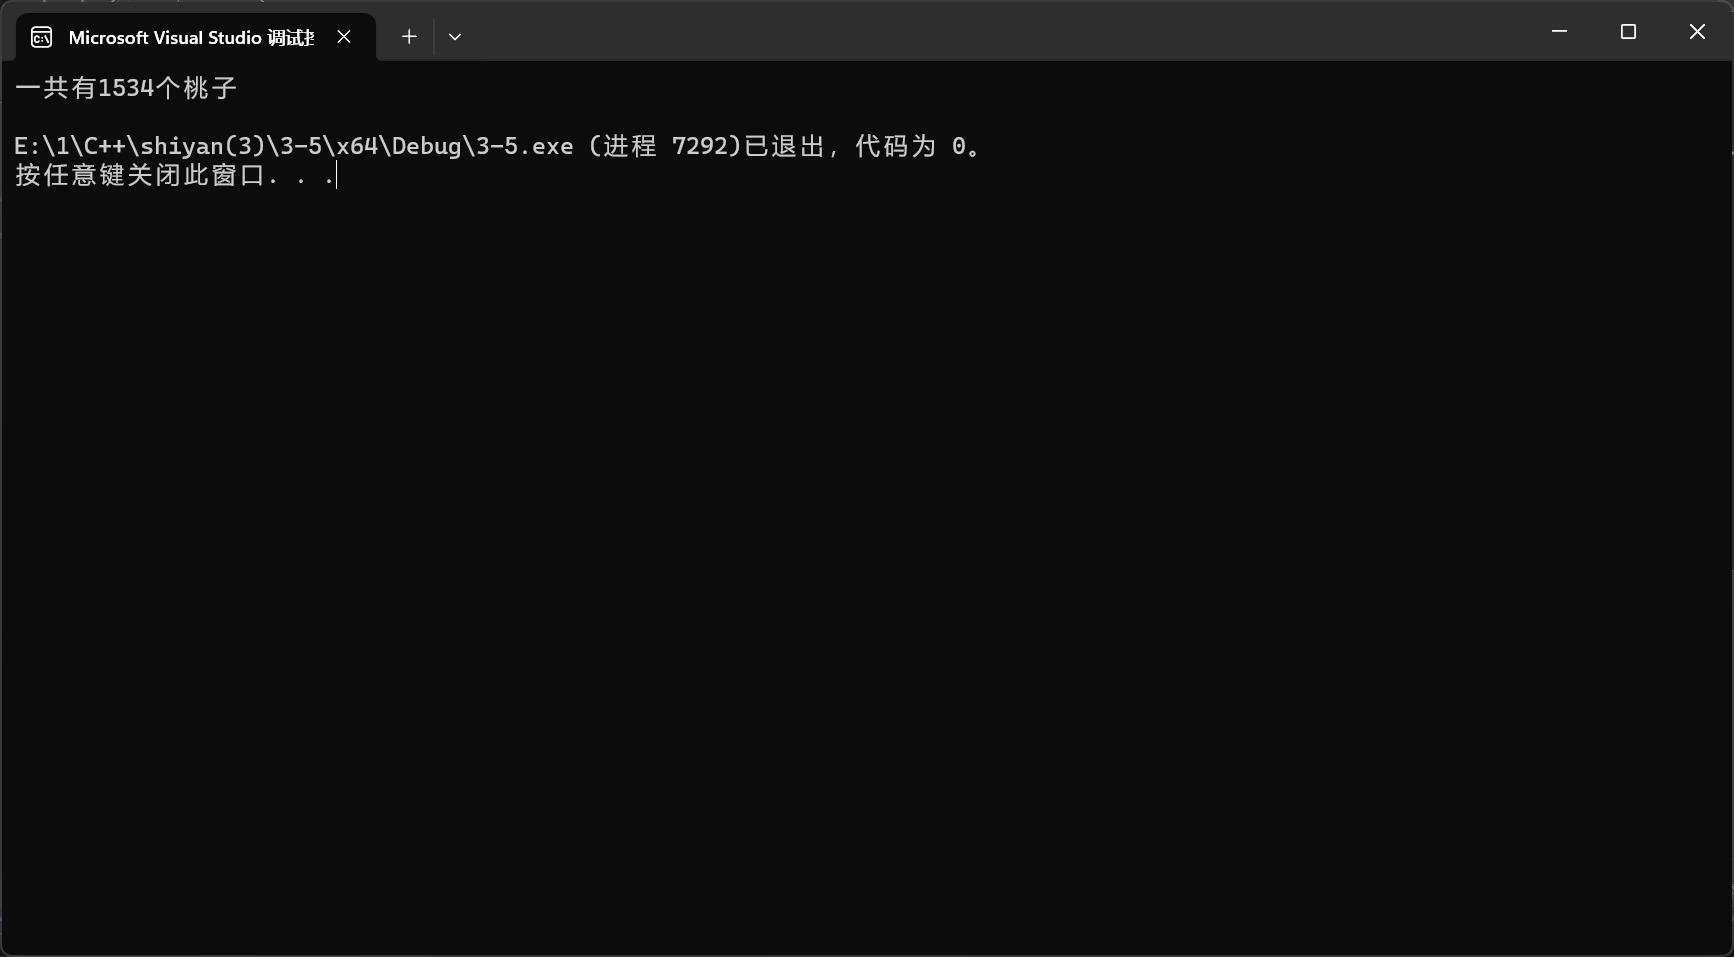 Microsoft Visual Studio 调试
一共有1534个桃子
E:\1\C++\shiyan(3)\3-5\x64\Debug\3-5.exe (进程 7292)已退出，代码为 0。
按任意键关闭此窗口. . .